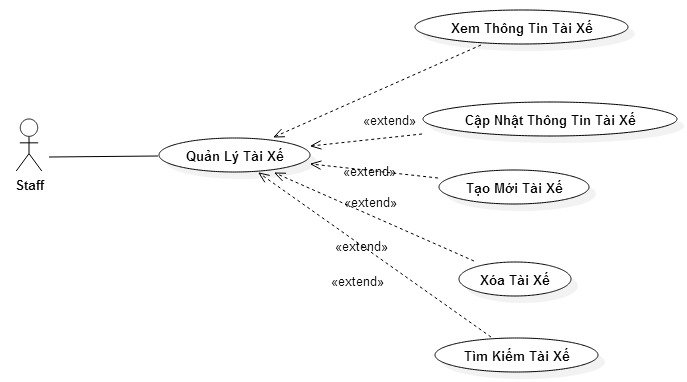 Xem Thông Tin Tài Xế
«extend»
Cập Nhật Thông Tin Tài Xế
Quản Lý Tài Xế
«extend»
Tạo Mới Tài Xế
Staff
«extend»
«extend»
Xóa Tài Xế
«extend»
Tìm Kiếm Tài Xế